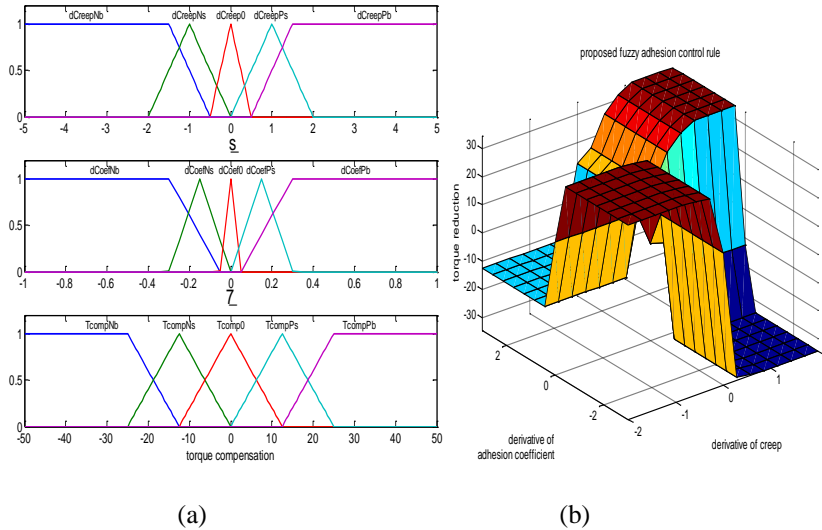 dCreepNb dCreepNs dCreep0 dCreepPs dCreepPb
1
0.5
0
-5 -4 -3 -2 -1 0 1 2 3 4 5
s
dCoefNb dCoefNs dCoef0 dCoefPs dCoefPb
1
0.5
0
-1 -0.8 -0.6 -0.4 -0.2 0 0.2 0.4 0.6 0.8 1
TcompNb TcompNs Tcomp0 TcompPs TcompPb
1
0.5
0
-50 -40 -30 -20 -10 0 10 20 30 40 50
torque compensation
(a)
proposed fuzzy adhesion control rule
30
20
10
0
-10
-20
-30
torque reduction
2
0
-2
derivative of
adhesion coefficient
-2
-1
0
1
derivative of creep
(b)